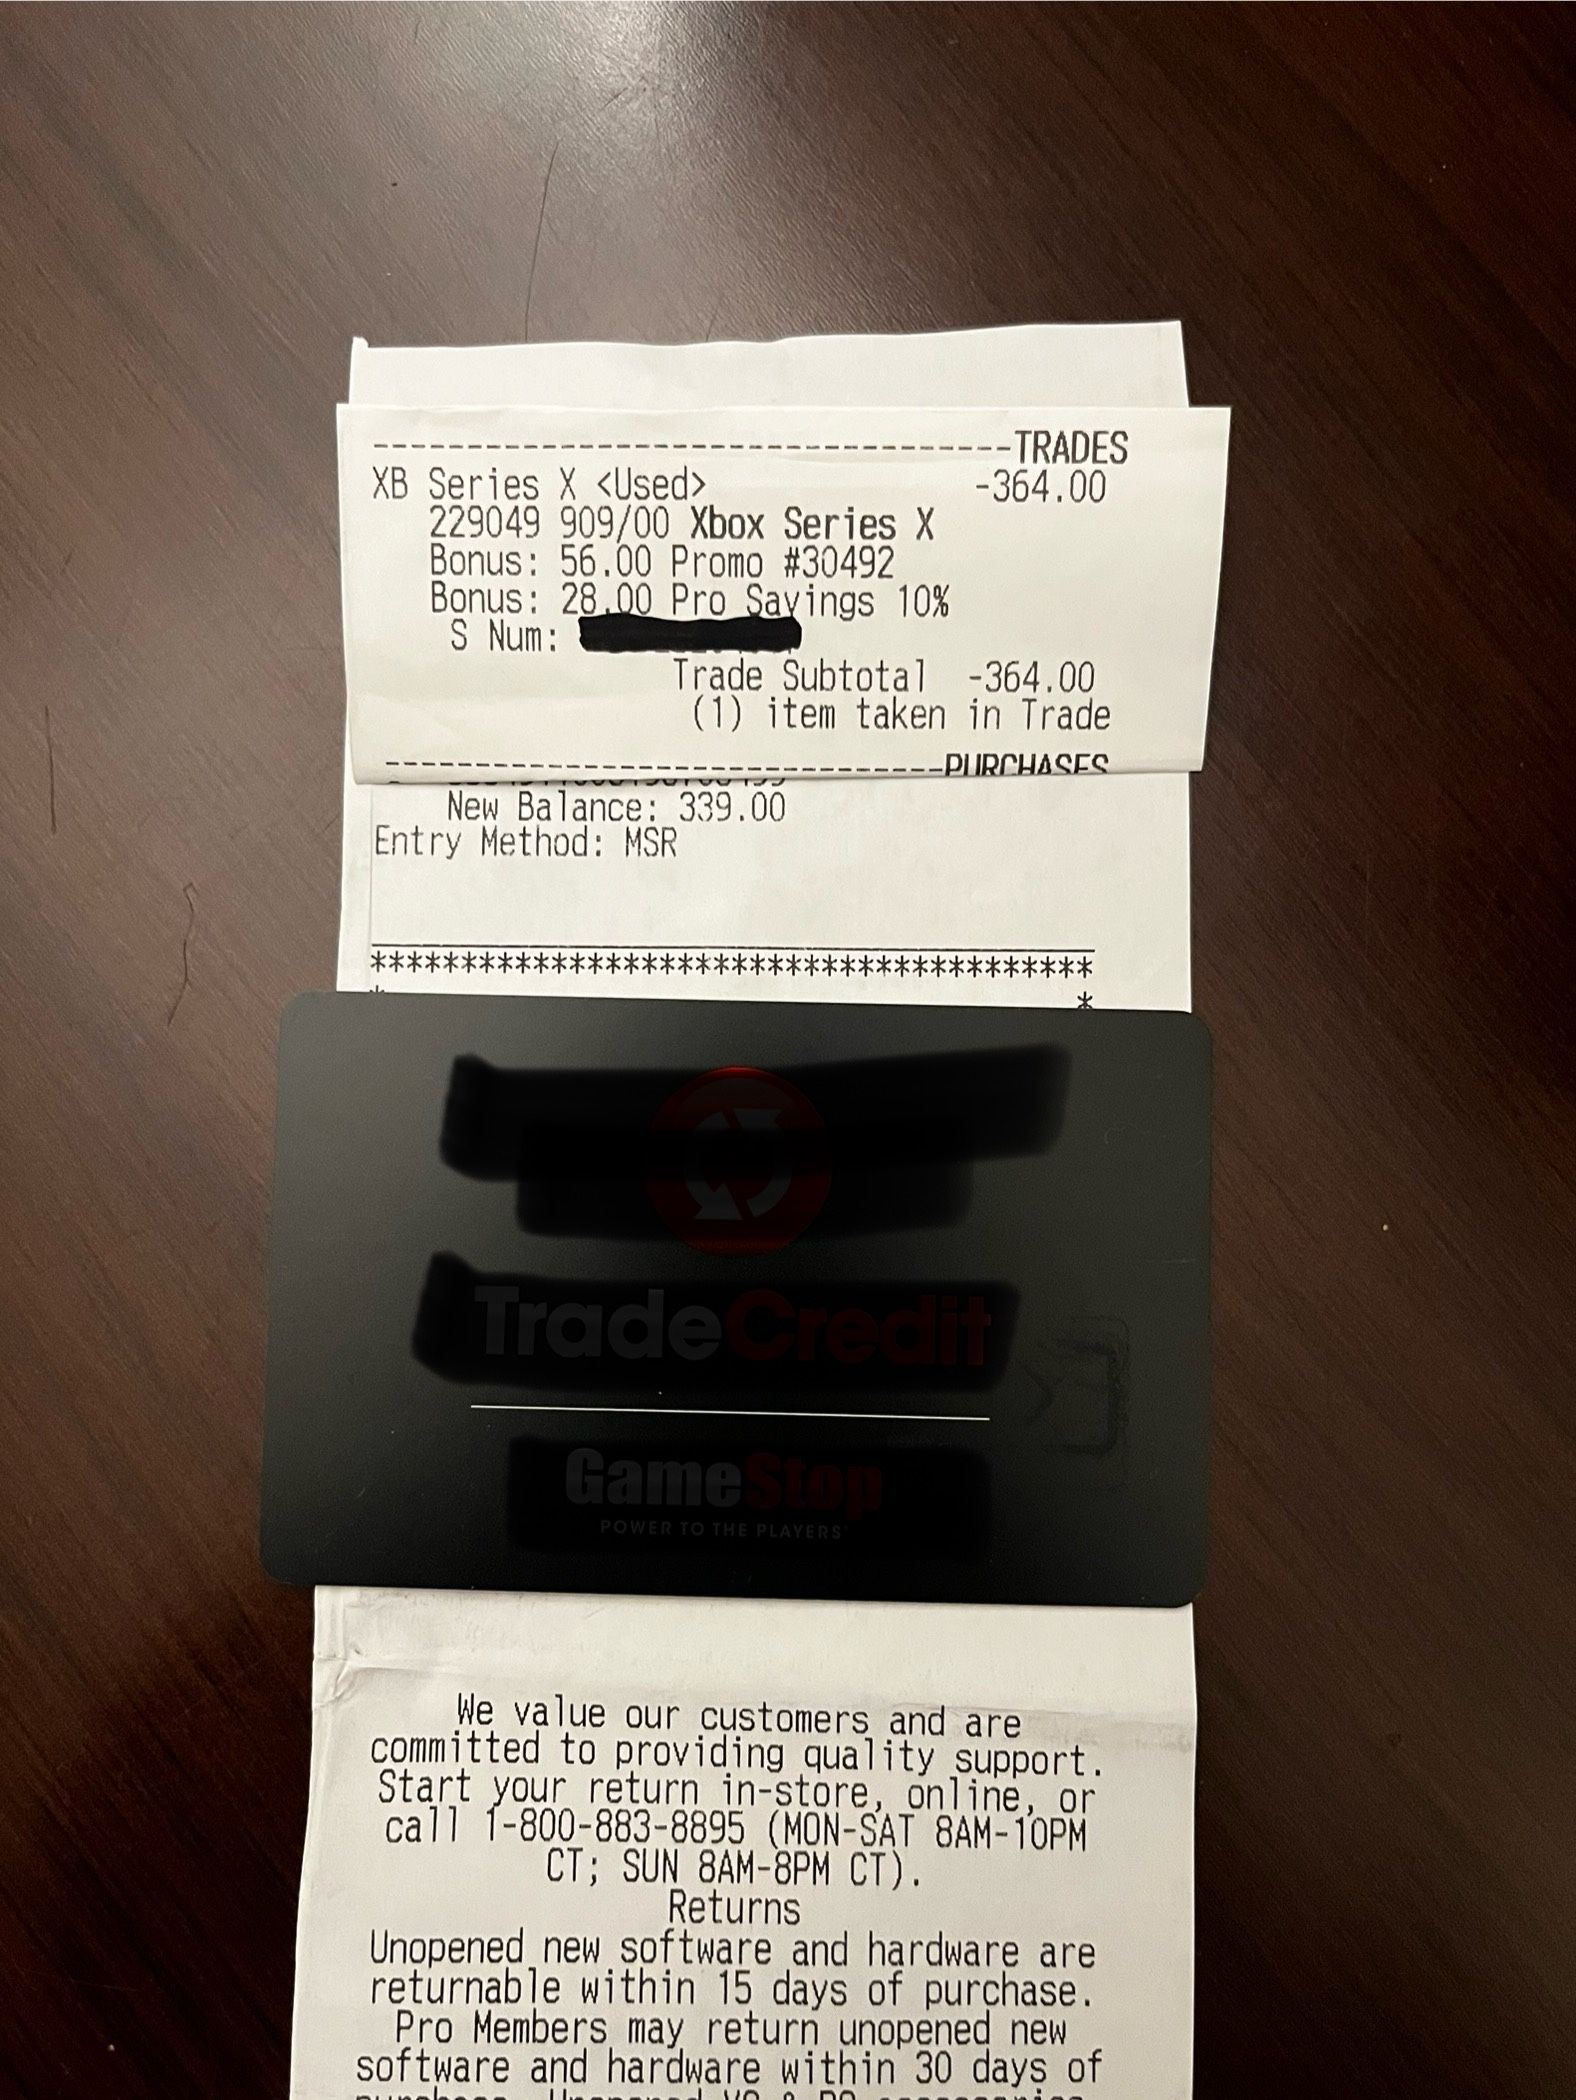 --------------------------------TRADES
XB Series X <Used> -364.00
229049 909/00 Xbox Series X
Bonus: 56.00 Promo #30492
Bonus: 28.00 Pro Savings 10%
S Num:
Trade Subtotal -364.00
(1) item taken in Trade
-----------------------------PURCHASES
New Balance: 339.00
Entry Method: MSR
****************************************
* *
TradeCredit
GameStop
POWER TO THE PLAYERS
We value our customers and are
committed to providing quality support.
Start your return in-store, online, or
call 1-800-883-8895 (MON-SAT 8AM-10PM
CT; SUN 8AM-8PM CT).
Returns
Unopened new software and hardware are
returnable within 15 days of purchase.
Pro Members may return unopened new
software and hardware within 30 days of